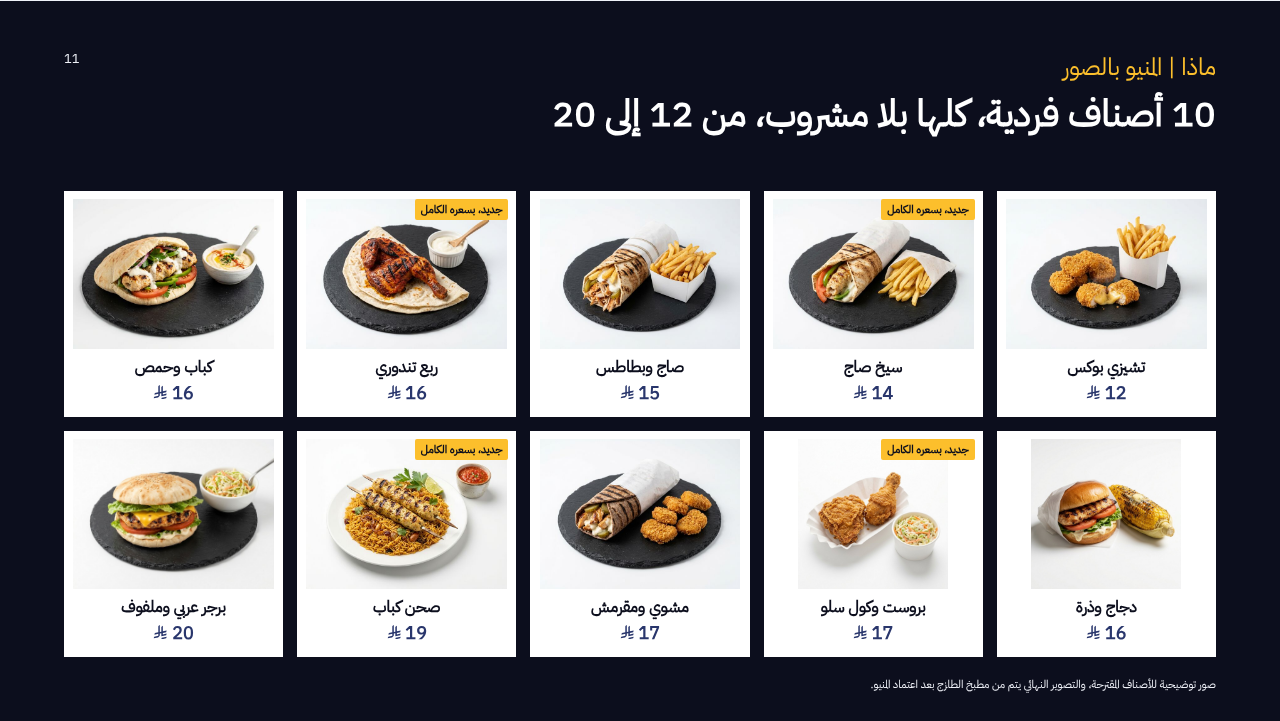 11
ماذا | المنيو بالصور
10 أصناف فردية، كلها بلا مشروب، من 12 إلى 20
تشيزي بوكس
12 ⃁
جديد، بسعره الكامل
سيخ صاج
14 ⃁
صاج وبطاطس
15 ⃁
جديد، بسعره الكامل
ربع تندوري
16 ⃁
كباب وحمص
16 ⃁
دجاج وذرة
16 ⃁
جديد، بسعره الكامل
بروست وكول سلو
17 ⃁
مشوي ومقرمش
17 ⃁
جديد، بسعره الكامل
صحن كباب
19 ⃁
برجر عربي وملفوف
20 ⃁
صور توضيحية للأصناف المقترحة، والتصوير النهائي يتم من مطبخ الطازج بعد اعتماد المنيو.